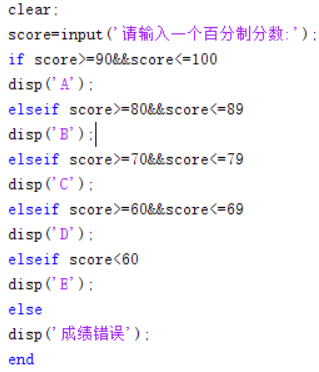 clear;
score=input('请输入一个百分制分数:');
if score>=90&&score<=100
disp('A');
elseif score>=80&&score<=89
disp('B');
elseif score>=70&&score<=79
disp('C');
elseif score>=60&&score<=69
disp('D');
elseif score<60
disp('E');
else
disp('成绩错误');
end